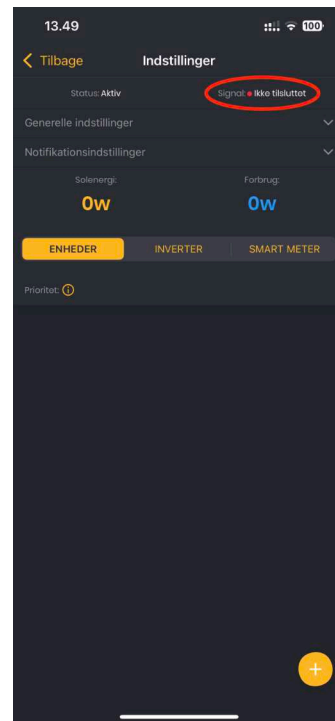 13.49
100
Tilbage
Indstillinger
Status: Aktiv
Signal: Ikke tilsluttet
Generelle indstillinger
Notifikationsindstillinger
Solenergi:
Forbrug:
0w
0w
ENHEDER
INVERTER
SMART METER
Prioritet: